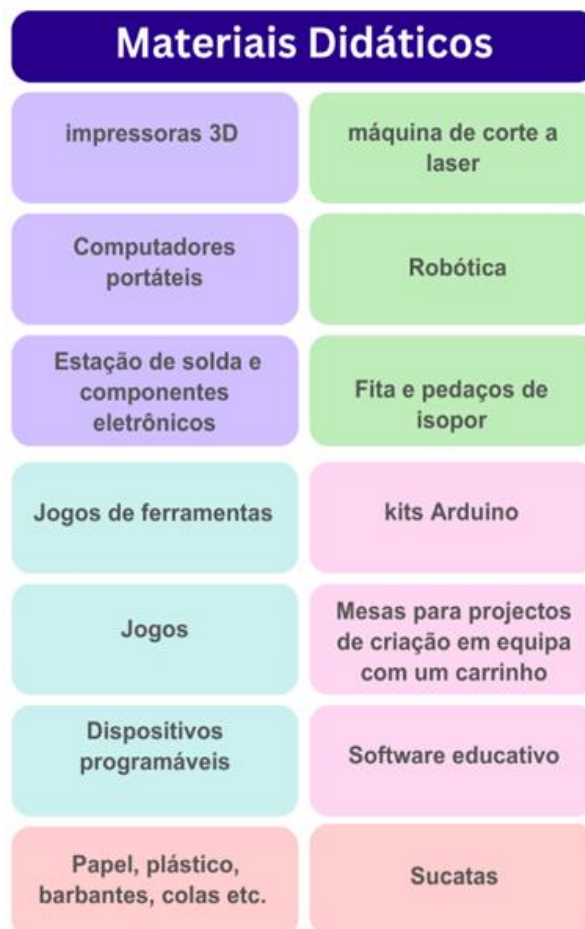 Materiais Didáticos
impressoras 3D
máquina de corte a
laser
Computadores
portáteis
Robótica
Estação de solda e
componentes
eletrônicos
Fita e pedaços de
isopor
Jogos de ferramentas
kits Arduino
Jogos
Mesas para projectos
de criação em equipa
com um carrinho
Dispositivos
programáveis
Software educativo
Papel, plástico,
barbantes, colas etc.
Sucatas